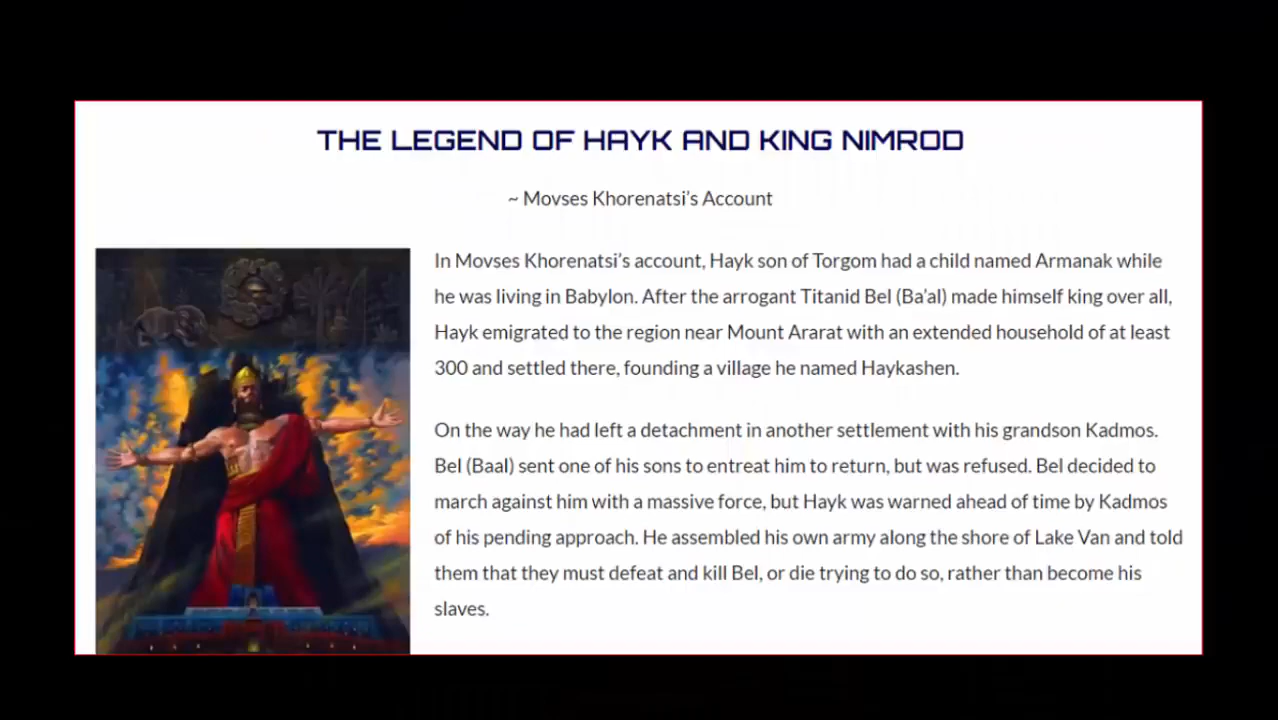 THE LEGEND OF HAYK AND KING NIMROD
~ Movses Khorenatsi's Account
In Movses Khorenatsi's account, Hayk son of Torgom had a child named Armanak while
he was living in Babylon. After the arrogant Titanid Bel (Ba'al) made himself king over all,
Hayk emigrated to the region near Mount Ararat with an extended household of at least
300 and settled there, founding a village he named Haykashen.
On the way he had left a detachment in another settlement with his grandson Kadmos.
Bel (Baal) sent one of his sons to entreat him to return, but was refused. Bel decided to
march against him with a massive force, but Hayk was warned ahead of time by Kadmos
of his pending approach. He assembled his own army along the shore of Lake Van and told
them that they must defeat and kill Bel, or die trying to do so, rather than become his
slaves.